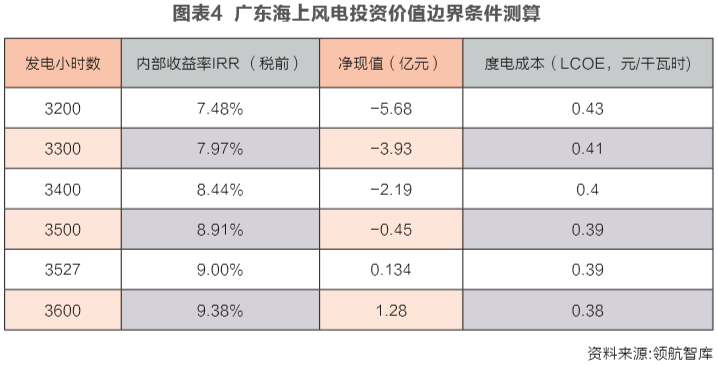 图表4 广东海上风电投资价值边界条件测算
发电小时数 内部收益率IRR（税前） 净现值（亿元） 度电成本（LCOE，元/千瓦时)
3200 7.48% −5.68 0.43
3300 7.97% −3.93 0.41
3400 8.44% −2.19 0.4
3500 8.91% −0.45 0.39
3527 9.00% 0.134 0.39
3600 9.38% 1.28 0.38
资料来源:领航智库